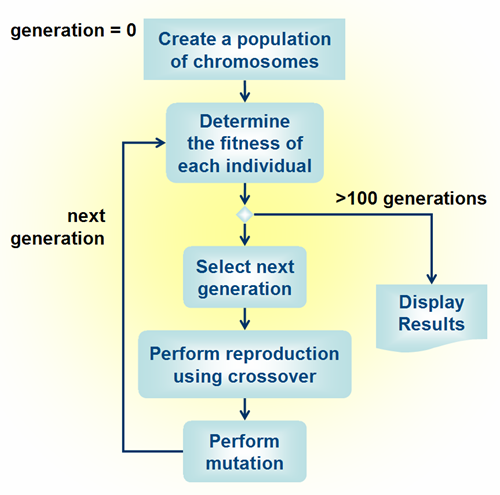 generation = 0
Create a population
of chromosomes
Determine
the fitness of
each individual
>100 generations
next
generation
Select next
generation
Display
Results
Perform reproduction
using crossover
Perform
mutation